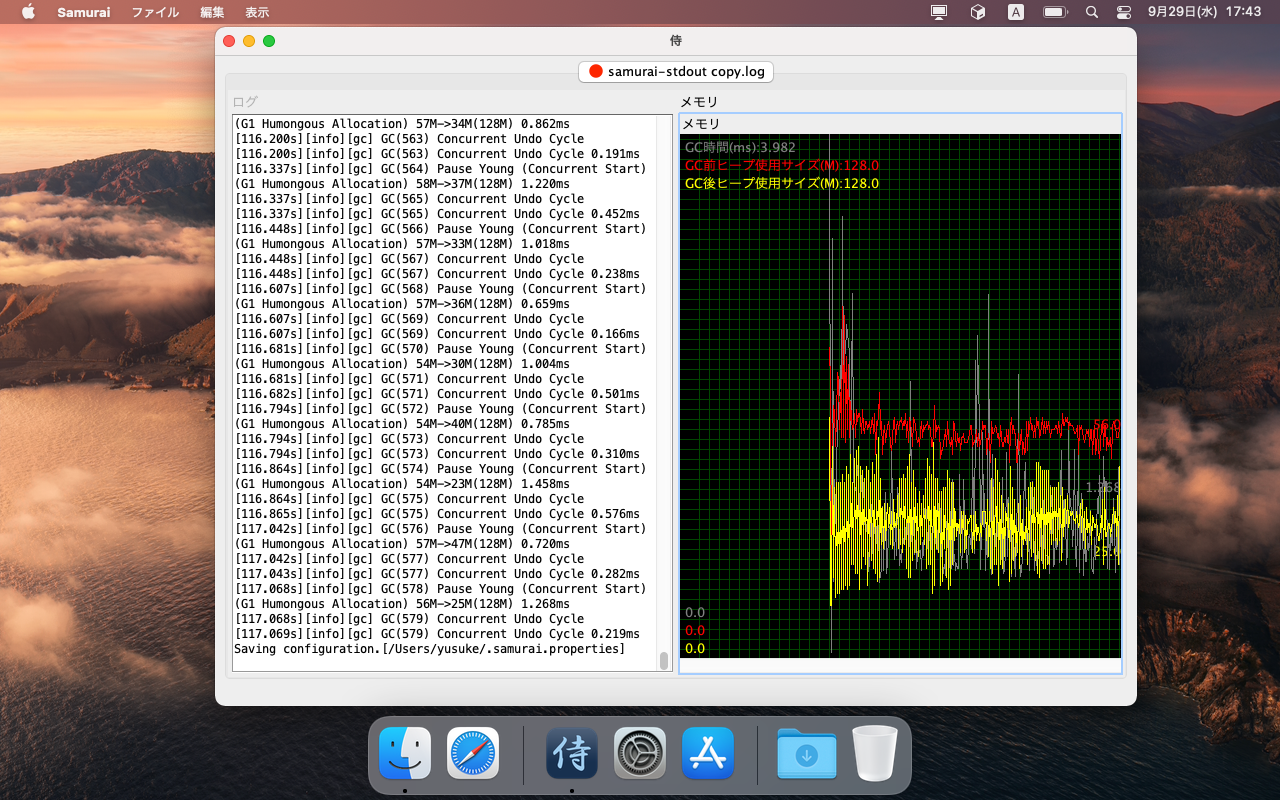 Samurai ファイル 編集 表示 A 9月29日(水) 17:43
侍
samurai-stdout copy.log
ログ
(G1 Humongous Allocation) 57M->34M(128M) 0.862ms
[116.200s][info][gc] GC(563) Concurrent Undo Cycle
[116.200s][info][gc] GC(563) Concurrent Undo Cycle 0.191ms
[116.337s][info][gc] GC(564) Pause Young (Concurrent Start)
(G1 Humongous Allocation) 58M->37M(128M) 1.220ms
[116.337s][info][gc] GC(565) Concurrent Undo Cycle
[116.337s][info][gc] GC(565) Concurrent Undo Cycle 0.452ms
[116.448s][info][gc] GC(566) Pause Young (Concurrent Start)
(G1 Humongous Allocation) 57M->33M(128M) 1.018ms
[116.448s][info][gc] GC(567) Concurrent Undo Cycle
[116.448s][info][gc] GC(567) Concurrent Undo Cycle 0.238ms
[116.607s][info][gc] GC(568) Pause Young (Concurrent Start)
(G1 Humongous Allocation) 57M->36M(128M) 0.659ms
[116.607s][info][gc] GC(569) Concurrent Undo Cycle
[116.607s][info][gc] GC(569) Concurrent Undo Cycle 0.166ms
[116.681s][info][gc] GC(570) Pause Young (Concurrent Start)
(G1 Humongous Allocation) 54M->30M(128M) 1.004ms
[116.681s][info][gc] GC(571) Concurrent Undo Cycle
[116.682s][info][gc] GC(571) Concurrent Undo Cycle 0.501ms
[116.794s][info][gc] GC(572) Pause Young (Concurrent Start)
(G1 Humongous Allocation) 54M->40M(128M) 0.785ms
[116.794s][info][gc] GC(573) Concurrent Undo Cycle
[116.794s][info][gc] GC(573) Concurrent Undo Cycle 0.310ms
[116.864s][info][gc] GC(574) Pause Young (Concurrent Start)
(G1 Humongous Allocation) 54M->23M(128M) 1.458ms
[116.864s][info][gc] GC(575) Concurrent Undo Cycle
[116.865s][info][gc] GC(575) Concurrent Undo Cycle 0.576ms
[117.042s][info][gc] GC(576) Pause Young (Concurrent Start)
(G1 Humongous Allocation) 57M->47M(128M) 0.720ms
[117.042s][info][gc] GC(577) Concurrent Undo Cycle
[117.043s][info][gc] GC(577) Concurrent Undo Cycle 0.282ms
[117.068s][info][gc] GC(578) Pause Young (Concurrent Start)
(G1 Humongous Allocation) 56M->25M(128M) 1.268ms
[117.068s][info][gc] GC(579) Concurrent Undo Cycle
[117.069s][info][gc] GC(579) Concurrent Undo Cycle 0.219ms
Saving configuration.[/Users/yusuke/.samurai.properties]
メモリ
メモリ
GC時間(ms):3.982
GC前ヒープ使用サイズ(M):128.0
GC後ヒープ使用サイズ(M):128.0
56.0
1.268
25.0
0.0
0.0
0.0
侍